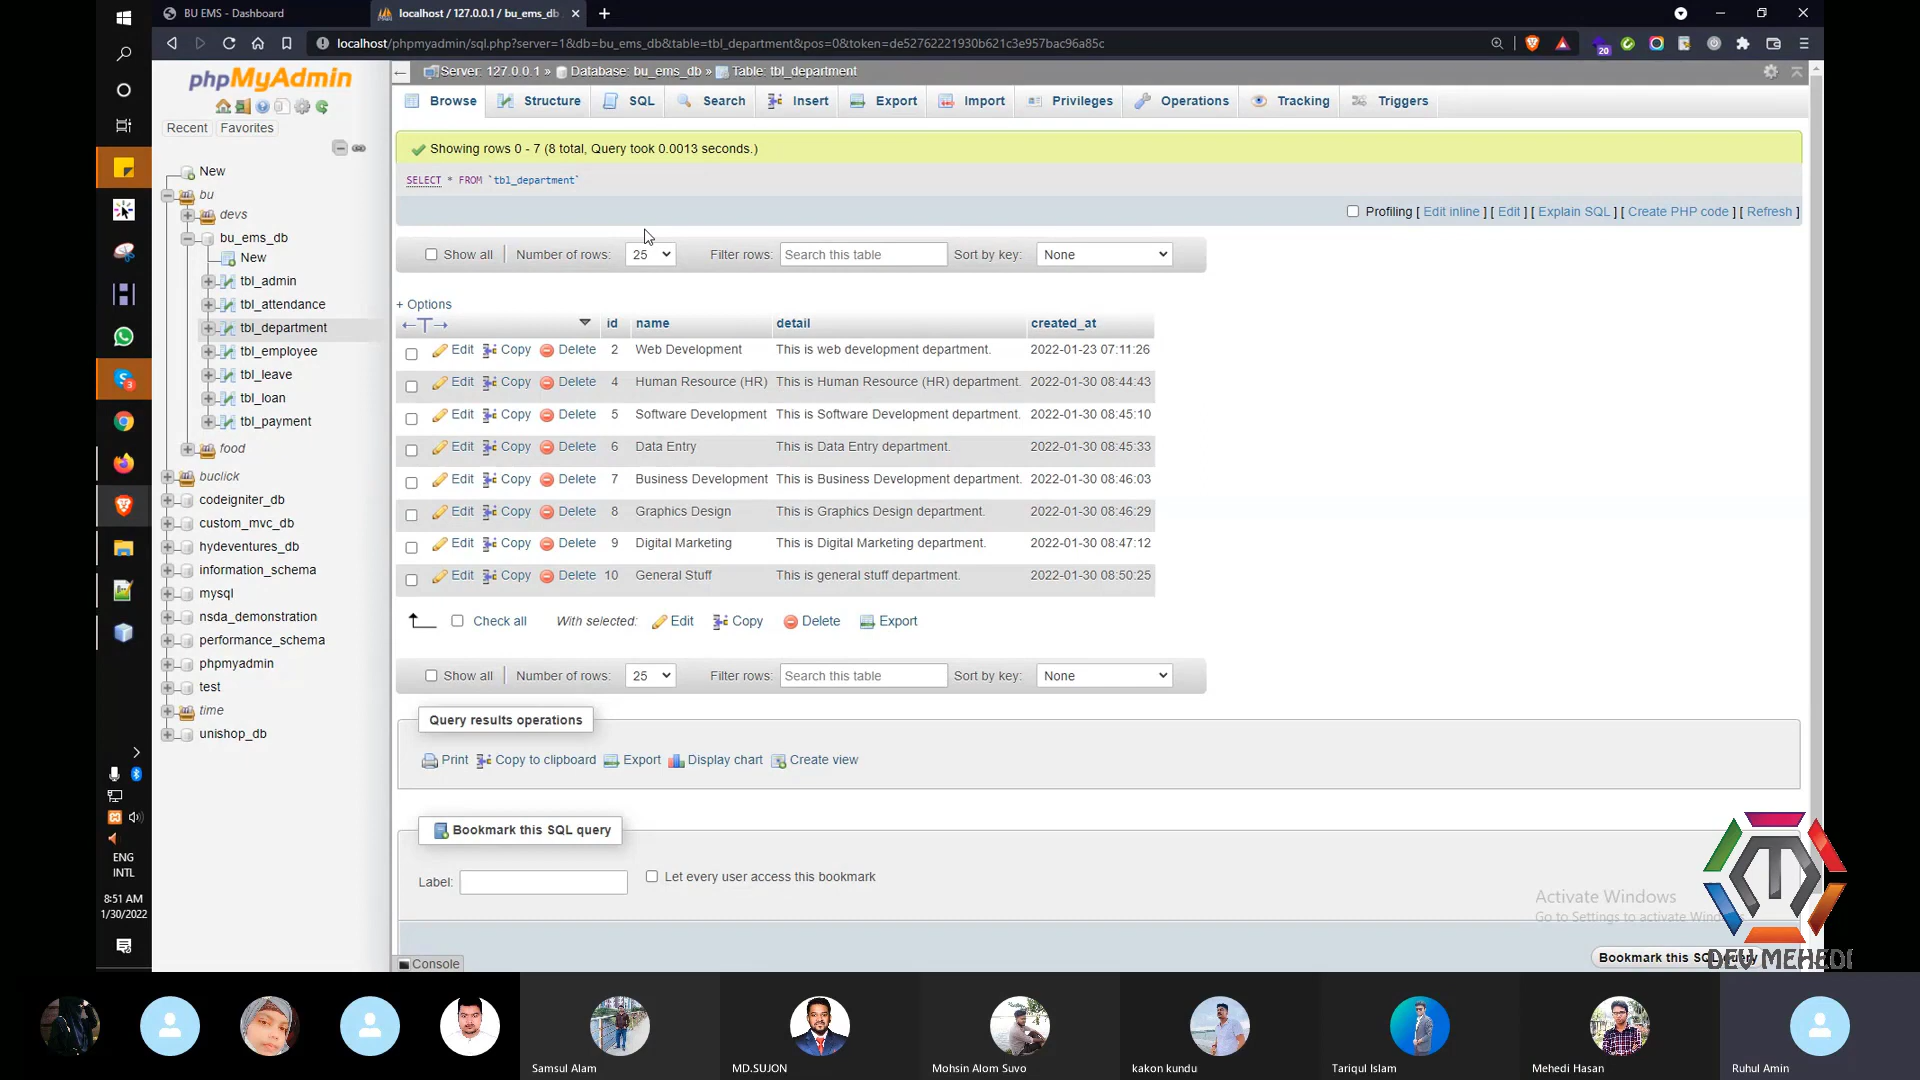 BU EMS - Dashboard
localhost / 127.0.0.1 / bu_ems_db
localhost/phpmyadmin/sql.php?server=1&db=bu_ems_db&table=tbl_department&pos=0&token=de52762221930b621c3e957bac96a85c
20
phpMyAdmin
Recent
Favorites
New
bu
devs
bu_ems_db
New
tbl_admin
tbl_attendance
tbl_department
tbl_employee
tbl_leave
tbl_loan
tbl_payment
food
buclick
codeigniter_db
custom_mvc_db
hydeventures_db
information_schema
mysql
nsda_demonstration
performance_schema
phpmyadmin
test
time
unishop_db
Server: 127.0.0.1 » Database: bu_ems_db » Table: tbl_department
Browse Structure SQL Search Insert Export Import Privileges Operations Tracking Triggers
Showing rows 0 - 7 (8 total, Query took 0.0013 seconds.)
SELECT * FROM `tbl_department`
Profiling [ Edit inline ] [ Edit ] [ Explain SQL ] [ Create PHP code ] [ Refresh ]
Show all Number of rows: 25 Filter rows: Search this table Sort by key: None
+ Options
←T→ id name detail created_at
Edit Copy Delete 2 Web Development This is web development department. 2022-01-23 07:11:26
Edit Copy Delete 4 Human Resource (HR) This is Human Resource (HR) department. 2022-01-30 08:44:43
Edit Copy Delete 5 Software Development This is Software Development department. 2022-01-30 08:45:10
Edit Copy Delete 6 Data Entry This is Data Entry department. 2022-01-30 08:45:33
Edit Copy Delete 7 Business Development This is Business Development department. 2022-01-30 08:46:03
Edit Copy Delete 8 Graphics Design This is Graphics Design department. 2022-01-30 08:46:29
Edit Copy Delete 9 Digital Marketing This is Digital Marketing department. 2022-01-30 08:47:12
Edit Copy Delete 10 General Stuff This is general stuff department. 2022-01-30 08:50:25
Check all With selected: Edit Copy Delete Export
Show all Number of rows: 25 Filter rows: Search this table Sort by key: None
Query results operations
Print Copy to clipboard Export Display chart Create view
Bookmark this SQL query
Label: Let every user access this bookmark
Activate Windows
Go to Settings to activate
Bookmark this SQL query
DEV MEHEDI
Console
3
ENG
INTL
8:51 AM
1/30/2022
Samsul Alam
MD.SUJON
Mohsin Alom Suvo
kakon kundu
Tariqul Islam
Mehedi Hasan
Ruhul Amin